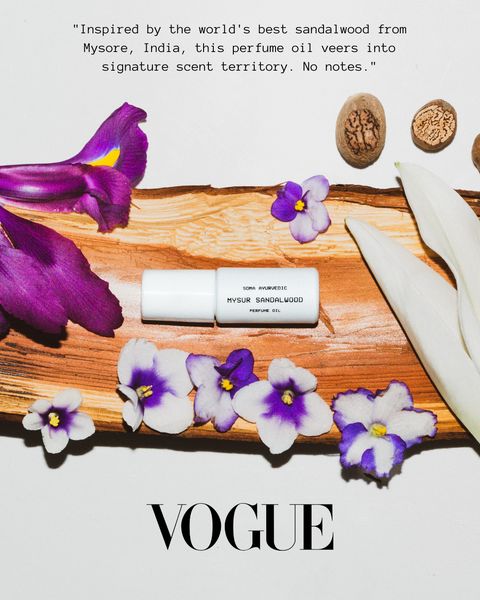 "Inspired by the world's best sandalwood from
Mysore, India, this perfume oil veers into
signature scent territory. No notes."
SOMA AYURVEDIC
MYSUR SANDALWOOD
PERFUME OIL
VOGUE